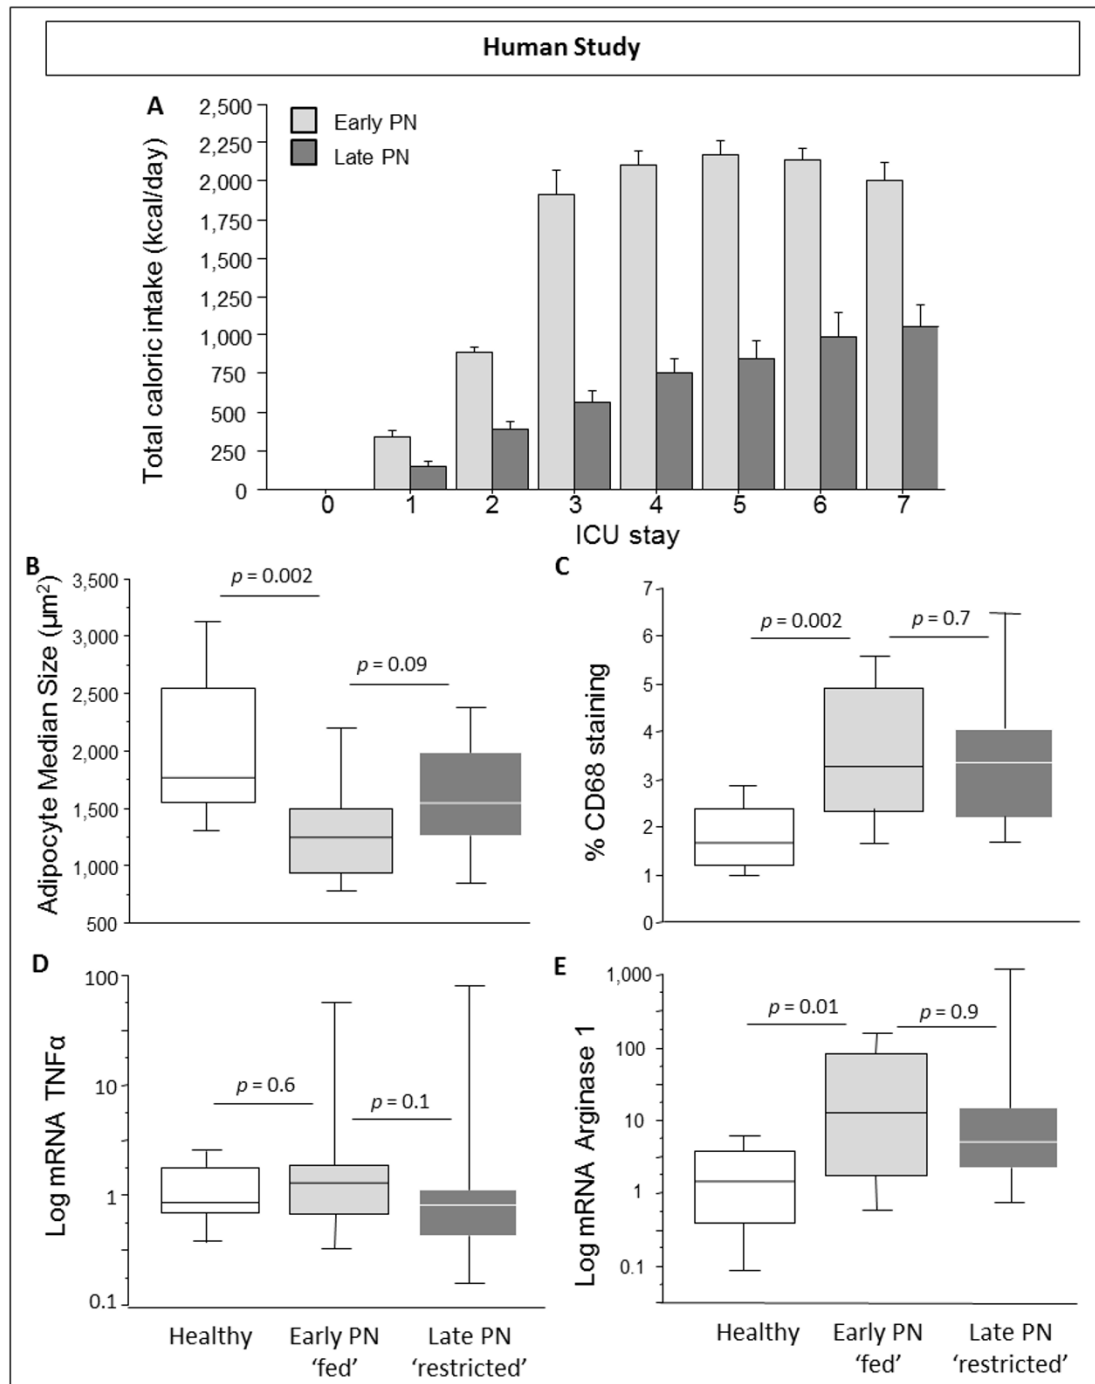 Human Study
A
2,500
2,250
2,000
1,750
1,500
1,250
1,000
750
500
250
0
Total caloric intake (kcal/day)
Early PN
Late PN
0 1 2 3 4 5 6 7
ICU stay
B
3,500
3,000
2,500
2,000
1,500
1,000
500
Adipocyte Median Size (µm²)
p = 0.002
p = 0.09
C
7
6
5
4
3
2
1
0
% CD68 staining
p = 0.002
p = 0.7
D
100
10
1
0.1
Log mRNA TNFα
p = 0.6
p = 0.1
Healthy
Early PN
‘fed’
Late PN
‘restricted’
E
1,000
100
10
1
0.1
Log mRNA Arginase 1
p = 0.01
p = 0.9
Healthy
Early PN
‘fed’
Late PN
‘restricted’